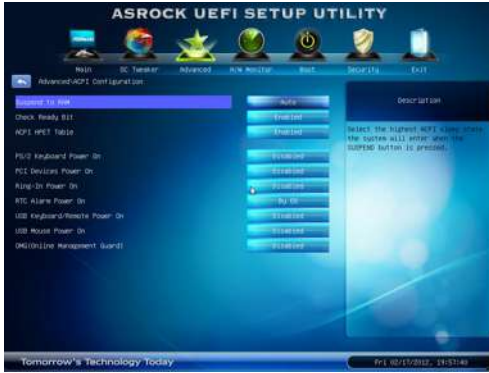 ASROCK UEFI SETUP UTILITY
Main OC Tweaker Advanced H/W Monitor Boot Security Exit
Advanced\ACPI Configuration
Suspend to RAM Auto
Description
Check Ready Bit Enabled
ACPI HPET Table Enabled
Select the highest ACPI sleep state
the system will enter when the
SUSPEND button is pressed.
PS/2 Keyboard Power On Disabled
PCI Devices Power On Disabled
Ring-In Power On Disabled
RTC Alarm Power On By OS
USB Keyboard/Remote Power On Disabled
USB Mouse Power On Disabled
OMG(Online Management Guard) Disabled
Tomorrow's Technology Today
Fri 02/17/2012, 19:57:40